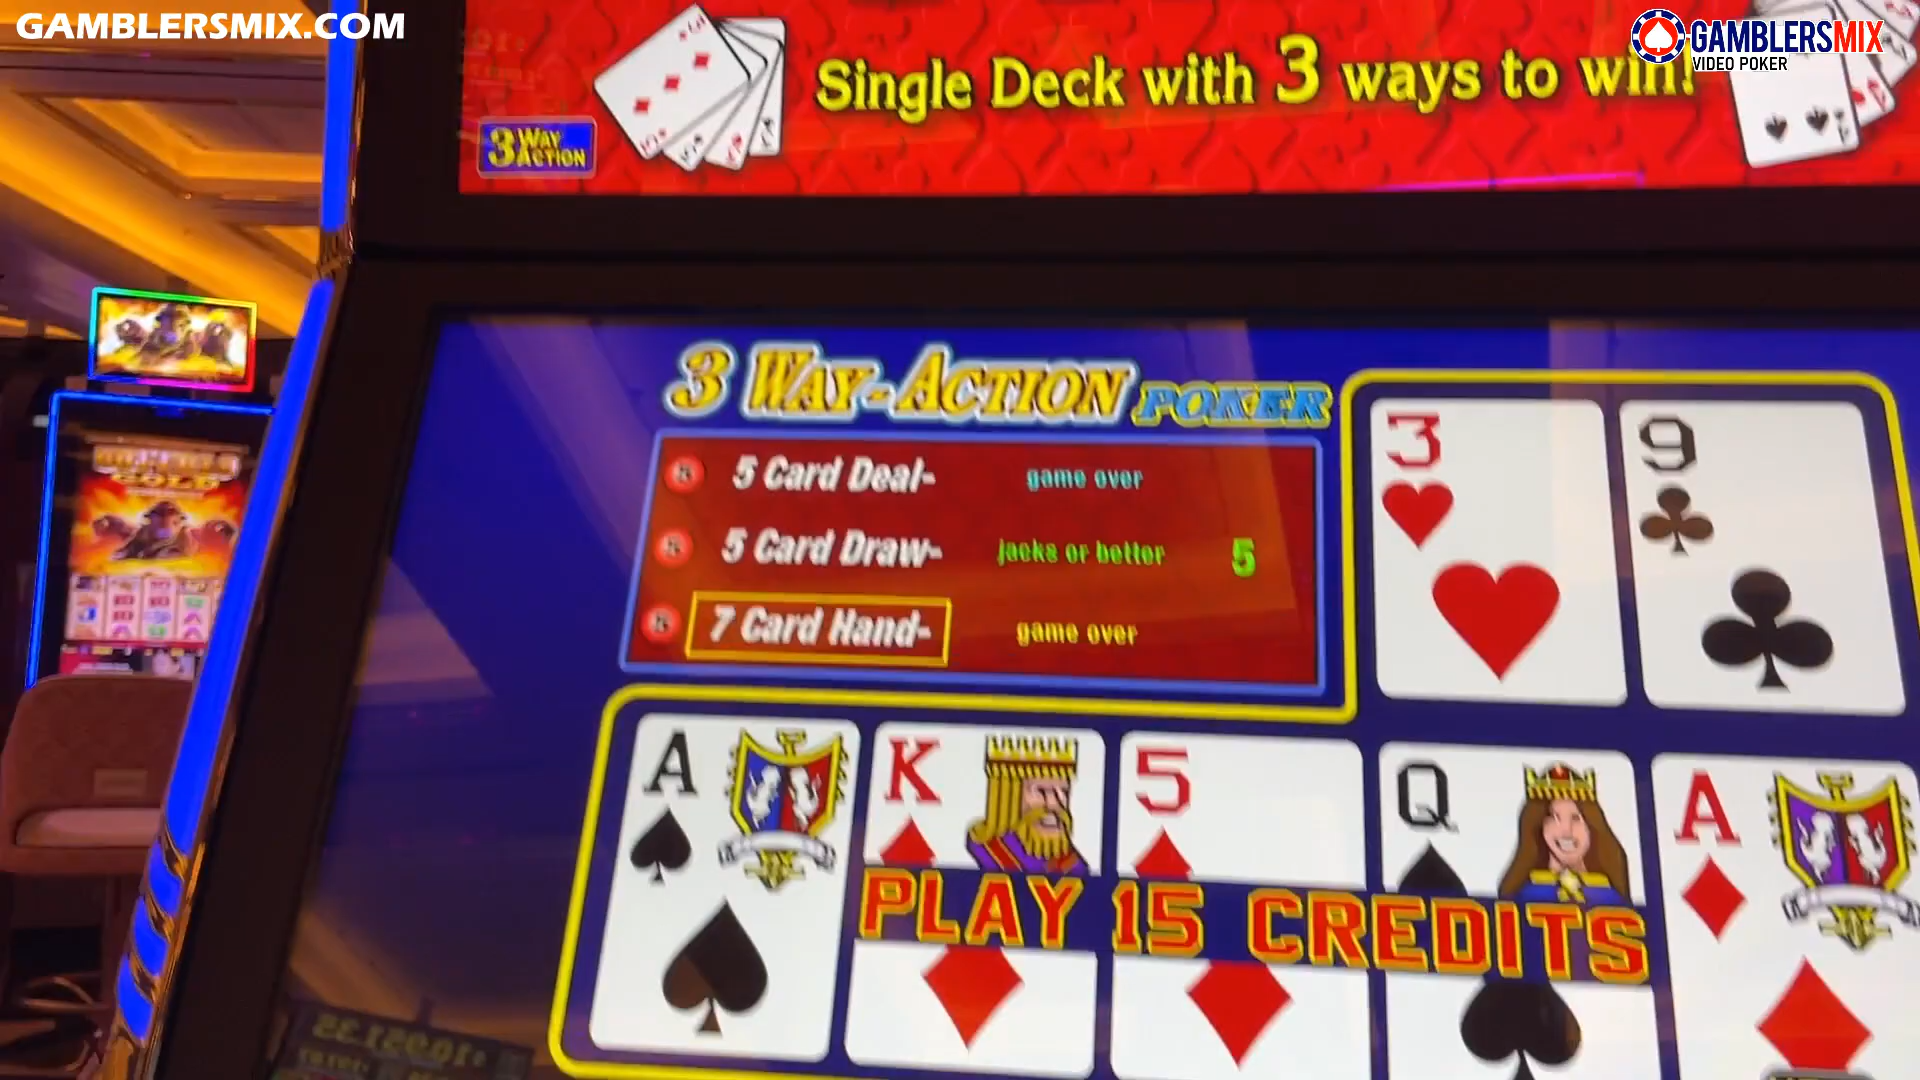 GAMBLERSMIX.COM
GAMBLERSMIX
VIDEO POKER
Single Deck with 3 ways to win!
3 WAY
ACTION
3 WAY-ACTION POKER
5 Card Deal- game over
5 Card Draw- jacks or better 5
7 Card Hand- game over
3 9
A K 5 Q A
PLAY 15 CREDITS